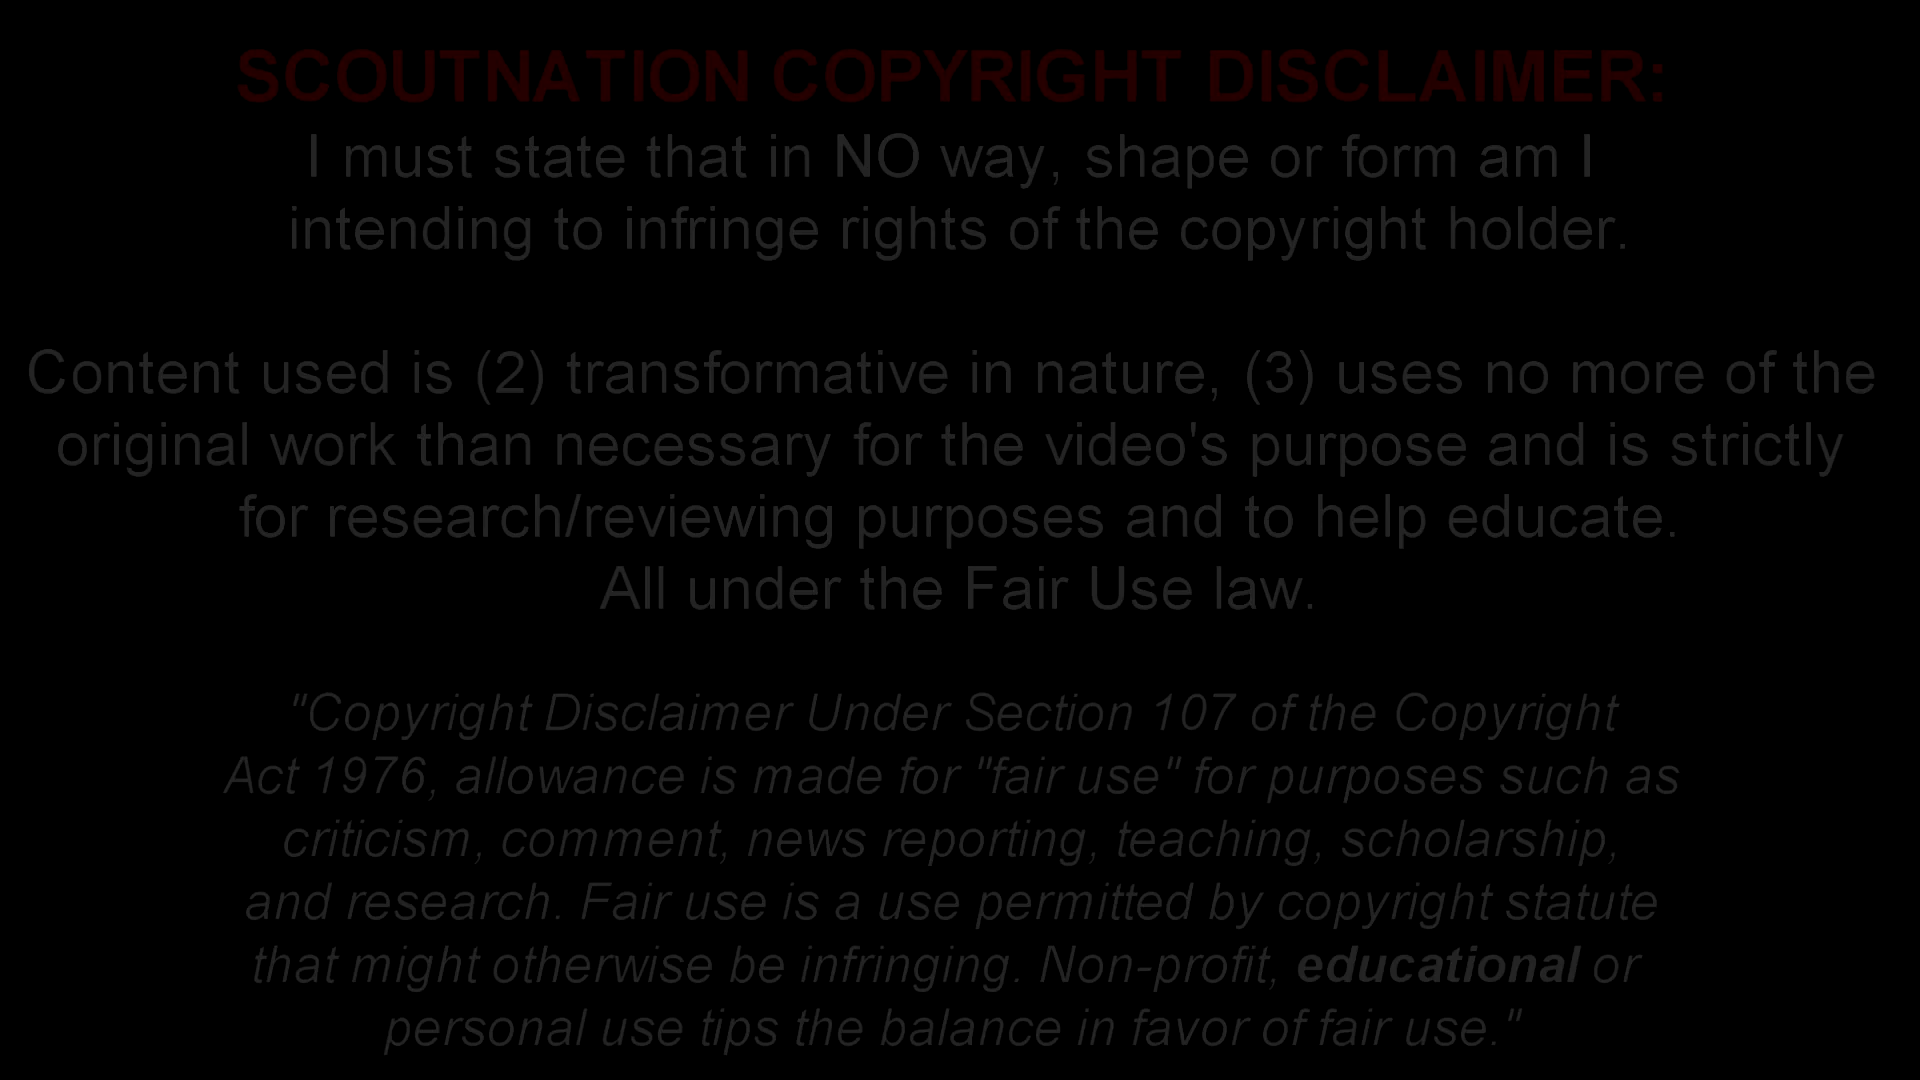 SCOUTNATION COPYRIGHT DISCLAIMER:
I must state that in NO way, shape or form am I
intending to infringe rights of the copyright holder.
Content used is (2) transformative in nature, (3) uses no more of the
original work than necessary for the video's purpose and is strictly
for research/reviewing purposes and to help educate.
All under the Fair Use law.
"Copyright Disclaimer Under Section 107 of the Copyright
Act 1976, allowance is made for "fair use" for purposes such as
criticism, comment, news reporting, teaching, scholarship,
and research. Fair use is a use permitted by copyright statute
that might otherwise be infringing. Non-profit, educational or
personal use tips the balance in favor of fair use."